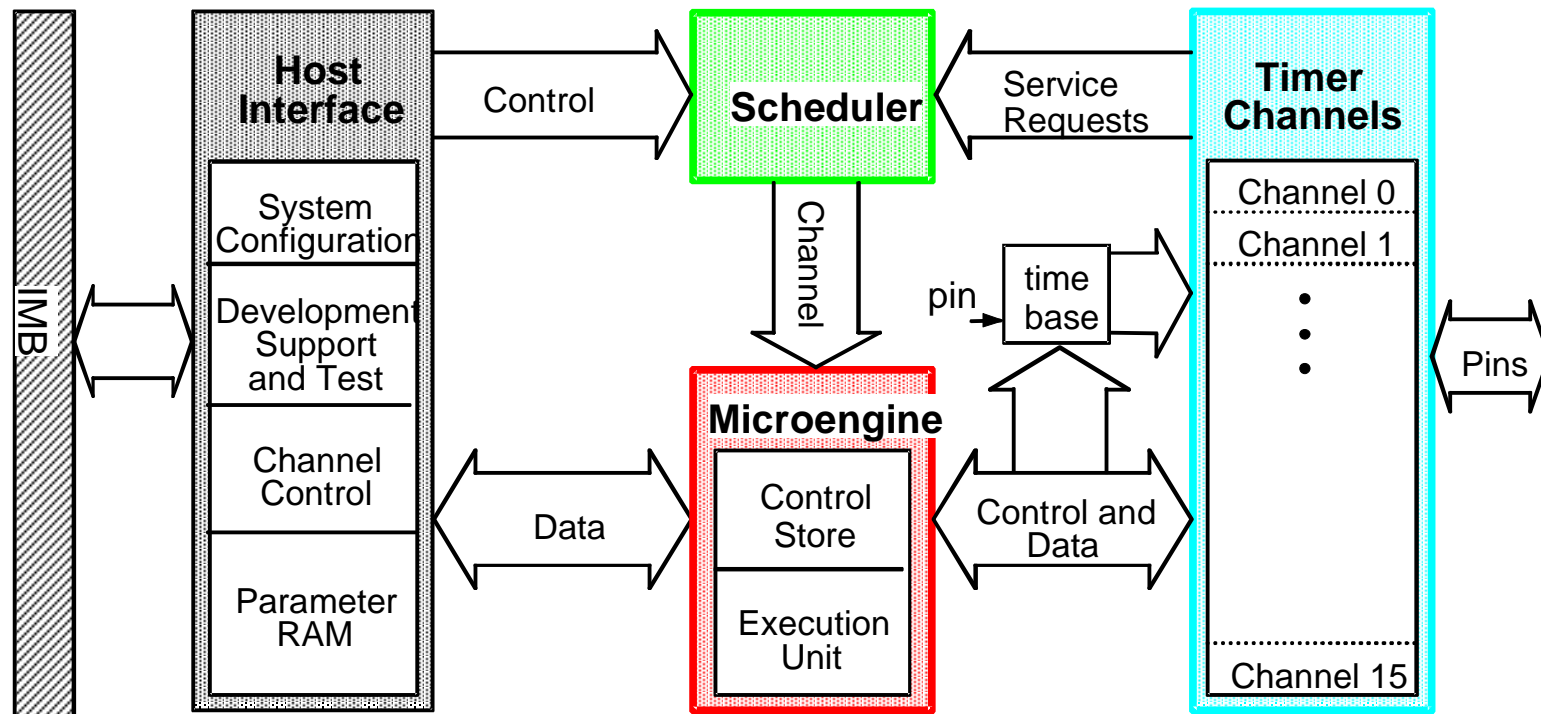 IMB
Host
Interface
System
Configuration
Development
Support
and Test
Channel
Control
Parameter
RAM
Control
Data
Scheduler
Channel
Microengine
Control
Store
Execution
Unit
Service
Requests
pin
time
base
Control and
Data
Timer
Channels
Channel 0
Channel 1
Channel 15
Pins